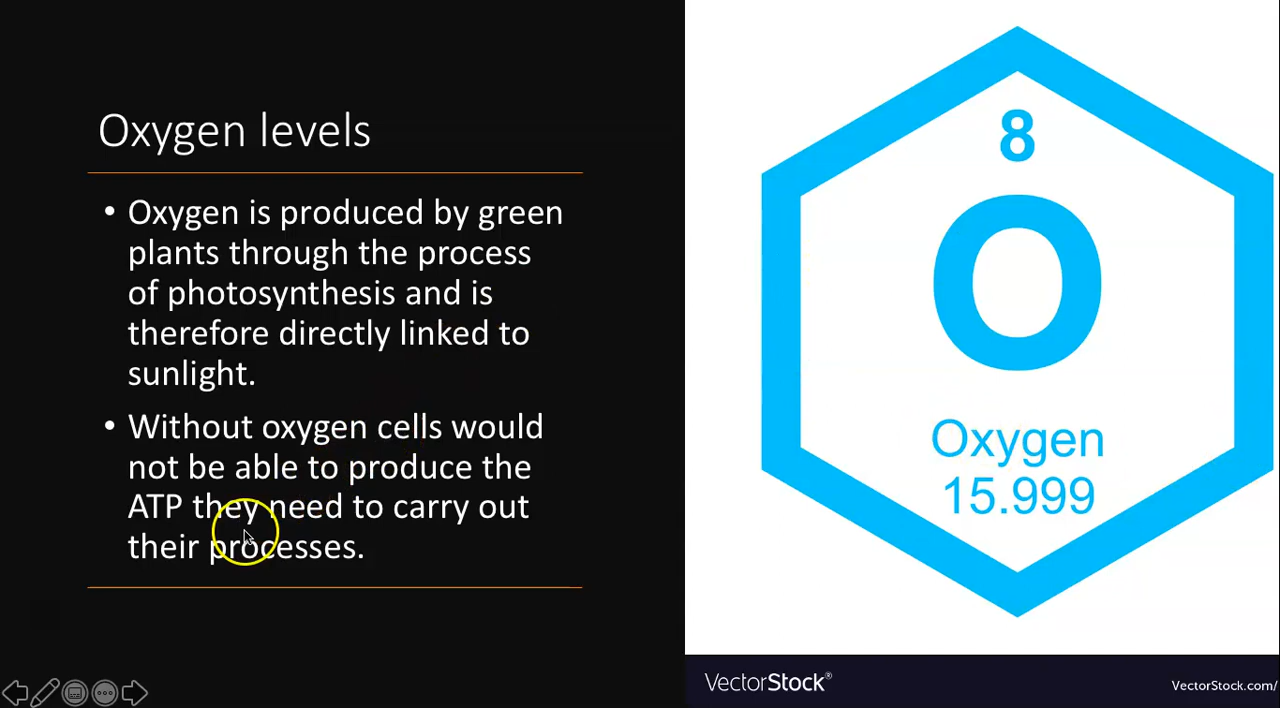 Oxygen levels
• Oxygen is produced by green
plants through the process
of photosynthesis and is
therefore directly linked to
sunlight.
• Without oxygen cells would
not be able to produce the
ATP they need to carry out
their processes.
8
O
Oxygen
15.999
VectorStock®
VectorStock.com/